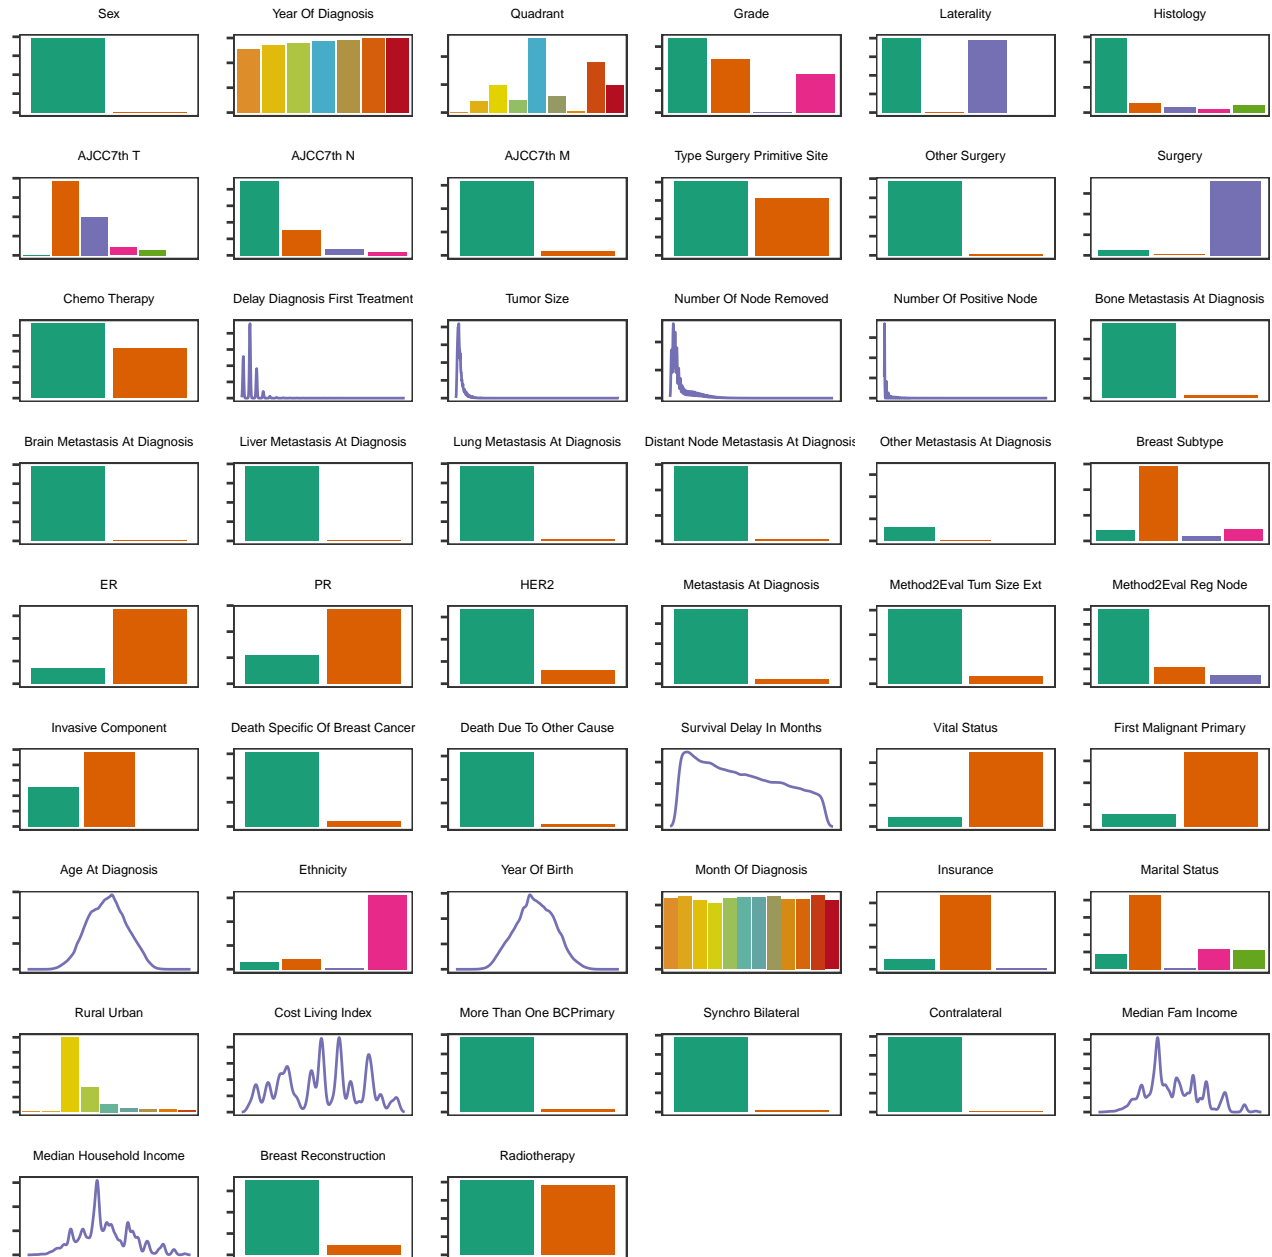 Sex
Year Of Diagnosis
Quadrant
Grade
Laterality
Histology
AJCC7th T
AJCC7th N
AJCC7th M
Type Surgery Primitive Site
Other Surgery
Surgery
Chemo Therapy
Delay Diagnosis First Treatment
Tumor Size
Number Of Node Removed
Number Of Positive Node
Bone Metastasis At Diagnosis
Brain Metastasis At Diagnosis
Liver Metastasis At Diagnosis
Lung Metastasis At Diagnosis
Distant Node Metastasis At Diagnosis
Other Metastasis At Diagnosis
Breast Subtype
ER
PR
HER2
Metastasis At Diagnosis
Method2Eval Tum Size Ext
Method2Eval Reg Node
Invasive Component
Death Specific Of Breast Cancer
Death Due To Other Cause
Survival Delay In Months
Vital Status
First Malignant Primary
Age At Diagnosis
Ethnicity
Year Of Birth
Month Of Diagnosis
Insurance
Marital Status
Rural Urban
Cost Living Index
More Than One BCPrimary
Synchro Bilateral
Contralateral
Median Fam Income
Median Household Income
Breast Reconstruction
Radiotherapy